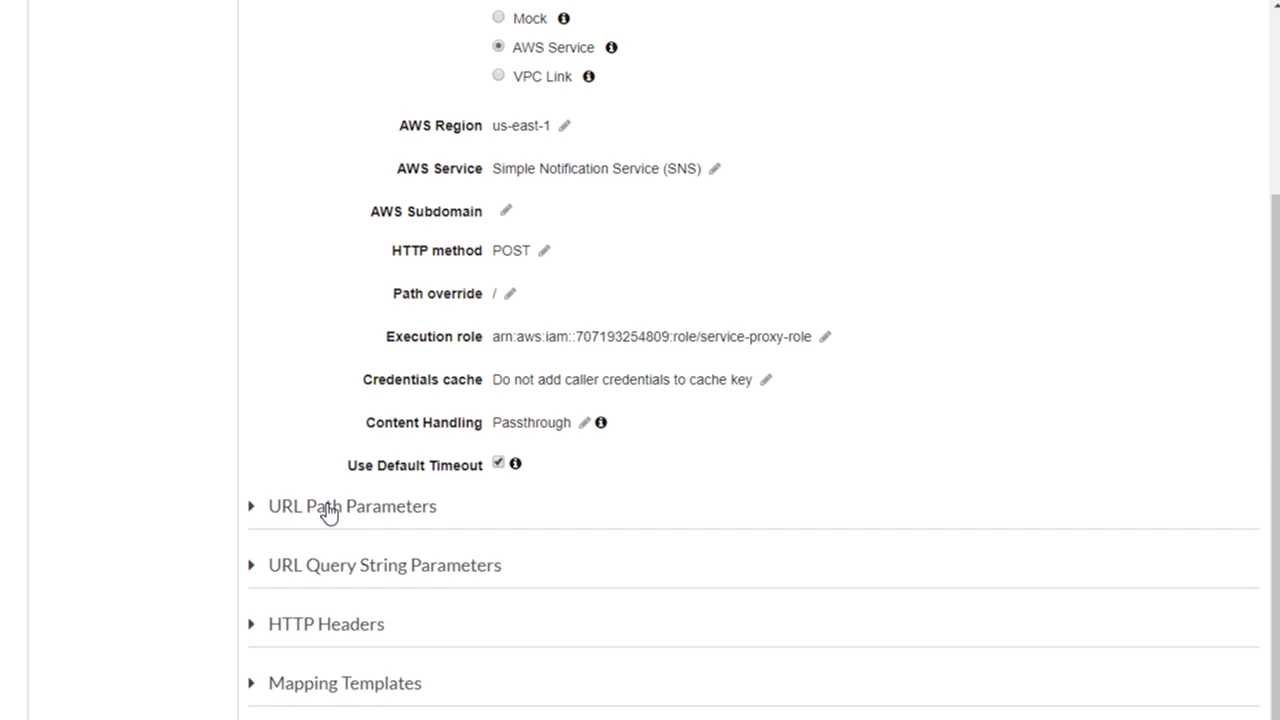 Mock
AWS Service
VPC Link
AWS Region us-east-1
AWS Service Simple Notification Service (SNS)
AWS Subdomain
HTTP method POST
Path override /
Execution role arn:aws:iam::707193254809:role/service-proxy-role
Credentials cache Do not add caller credentials to cache key
Content Handling Passthrough
Use Default Timeout
URL Path Parameters
URL Query String Parameters
HTTP Headers
Mapping Templates